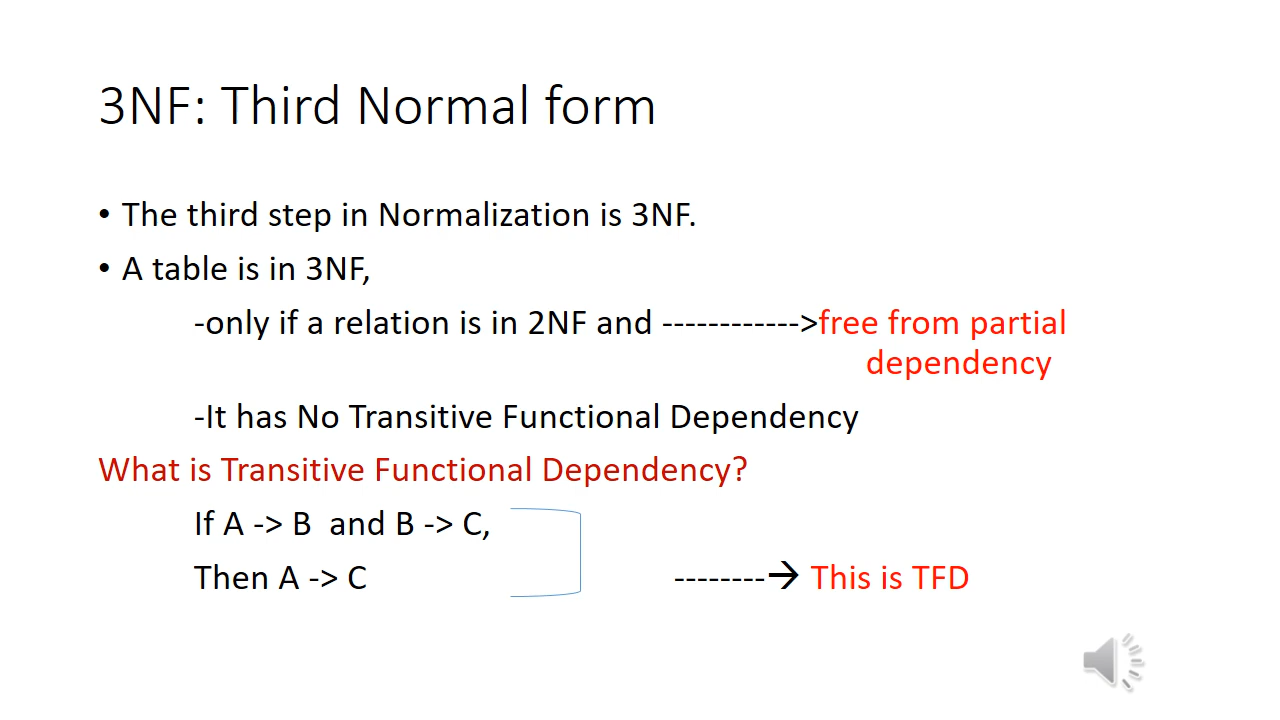 3NF: Third Normal form
• The third step in Normalization is 3NF.
• A table is in 3NF,
-only if a relation is in 2NF and ------------>free from partial
dependency
-It has No Transitive Functional Dependency
What is Transitive Functional Dependency?
If A -> B  and B -> C,
Then A -> C --------→ This is TFD